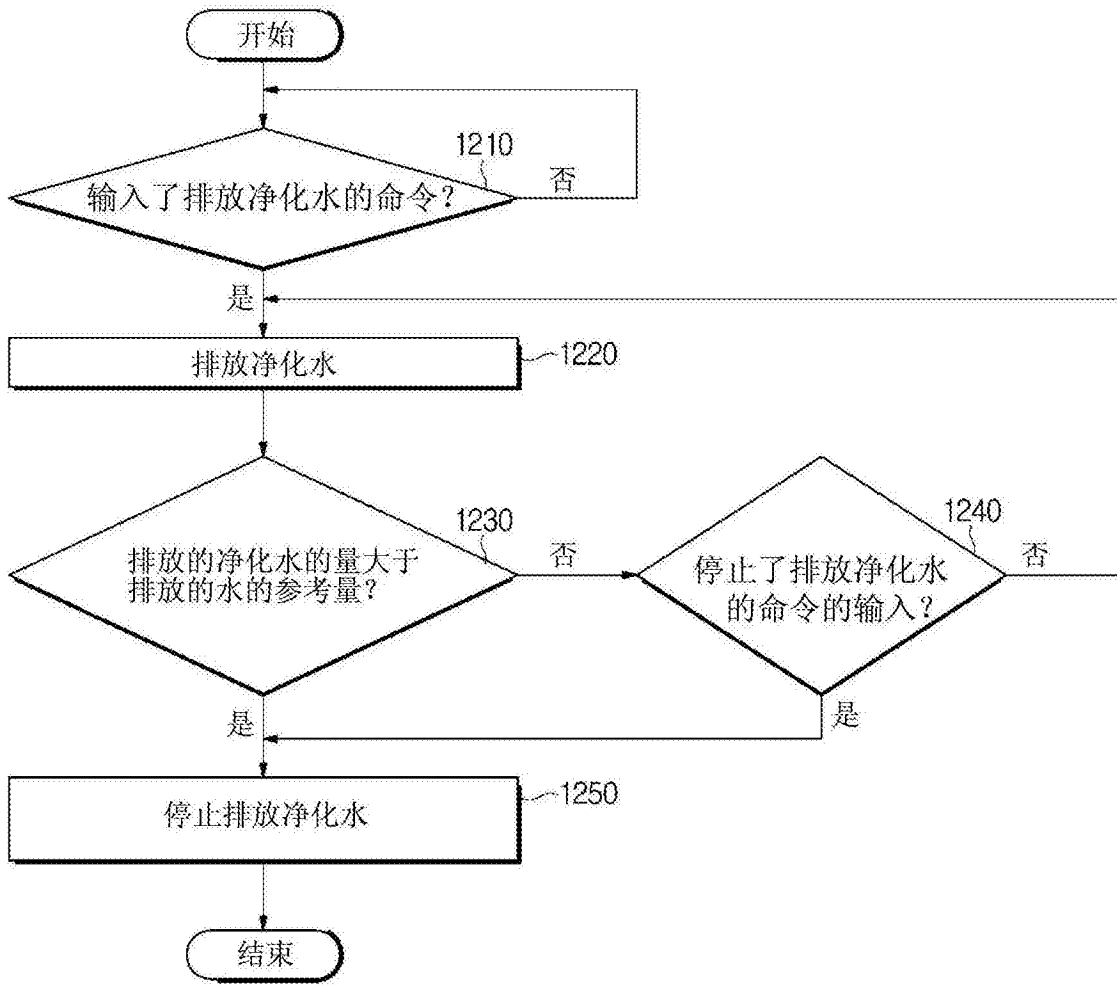 开始
1210
输入了排放净化水的命令？
否
是
排放净化水
1220
1230
排放的净化水的量大于
排放的水的参考量？
否
1240
停止了排放净化水
的命令的输入？
否
是
是
停止排放净化水
1250
结束